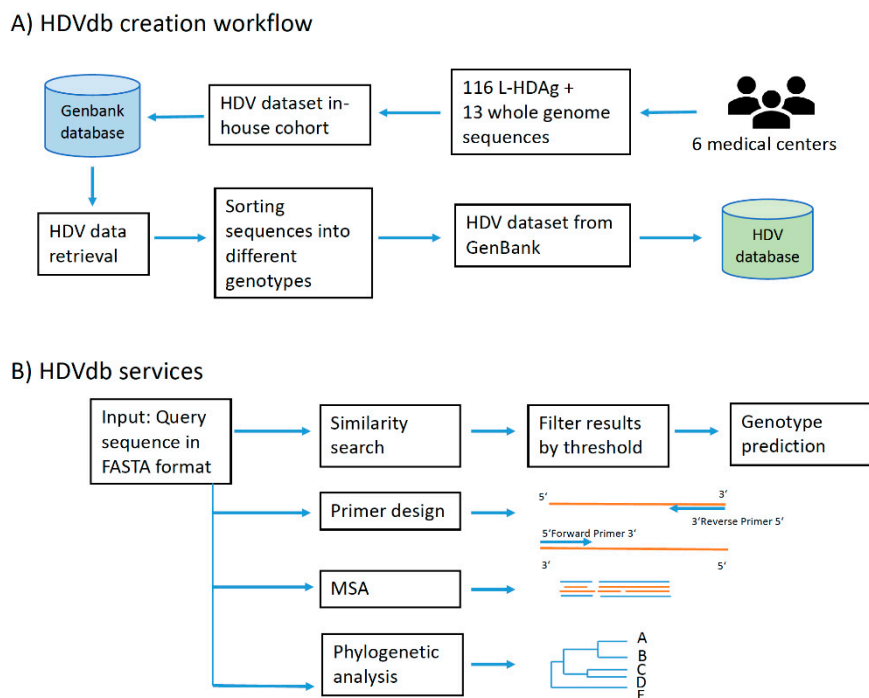 A) HDVdb creation workflow
Genbank
database
HDV dataset in-
house cohort
116 L-HDAg +
13 whole genome
sequences
6 medical centers
HDV data
retrieval
Sorting
sequences into
different
genotypes
HDV dataset from
GenBank
HDV
database
B) HDVdb services
Input: Query
sequence in
FASTA format
Similarity
search
Filter results
by threshold
Genotype
prediction
Primer design
5’ 3’
3’Reverse Primer 5’
5’Forward Primer 3’
3’ 5’
MSA
Phylogenetic
analysis
A
B
C
D
E